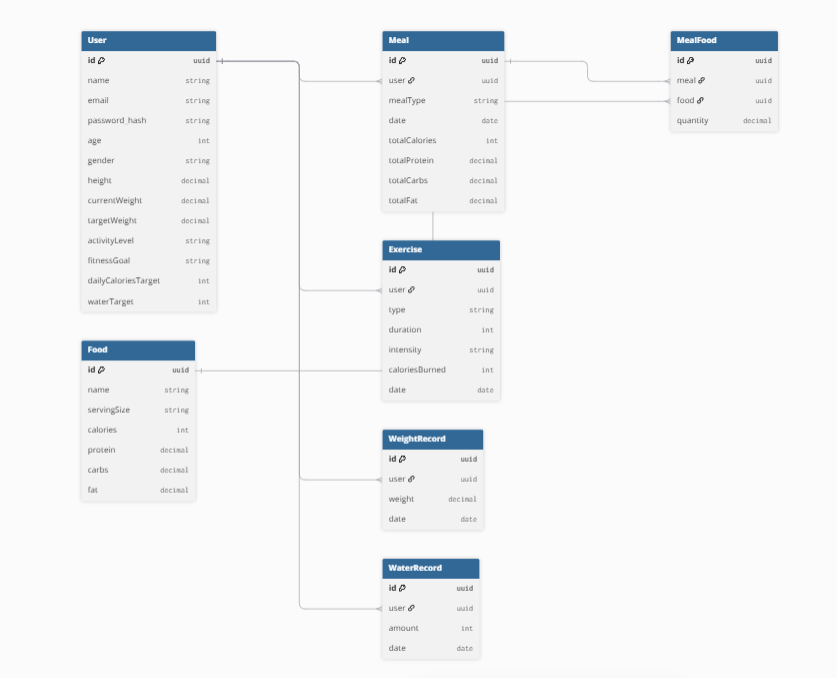 User
id uuid
name string
email string
password_hash string
age int
gender string
height decimal
currentWeight decimal
targetWeight decimal
activityLevel string
fitnessGoal string
dailyCaloriesTarget int
waterTarget int
Food
id uuid
name string
servingSize string
calories int
protein decimal
carbs decimal
fat decimal
Meal
id uuid
user uuid
mealType string
date date
totalCalories int
totalProtein decimal
totalCarbs decimal
totalFat decimal
Exercise
id uuid
user uuid
type string
duration int
intensity string
caloriesBurned int
date date
WeightRecord
id uuid
user uuid
weight decimal
date date
WaterRecord
id uuid
user uuid
amount int
date date
MealFood
id uuid
meal uuid
food uuid
quantity decimal